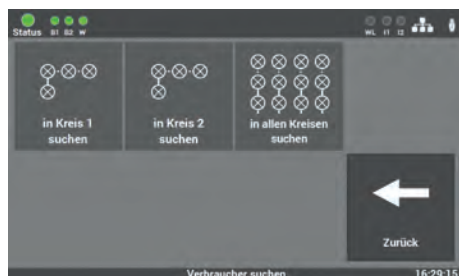 Status B1 B2 W WL I1 I2
in Kreis 1
suchen
in Kreis 2
suchen
in allen Kreisen
suchen
Zurück
Verbraucher suchen 16:29:15